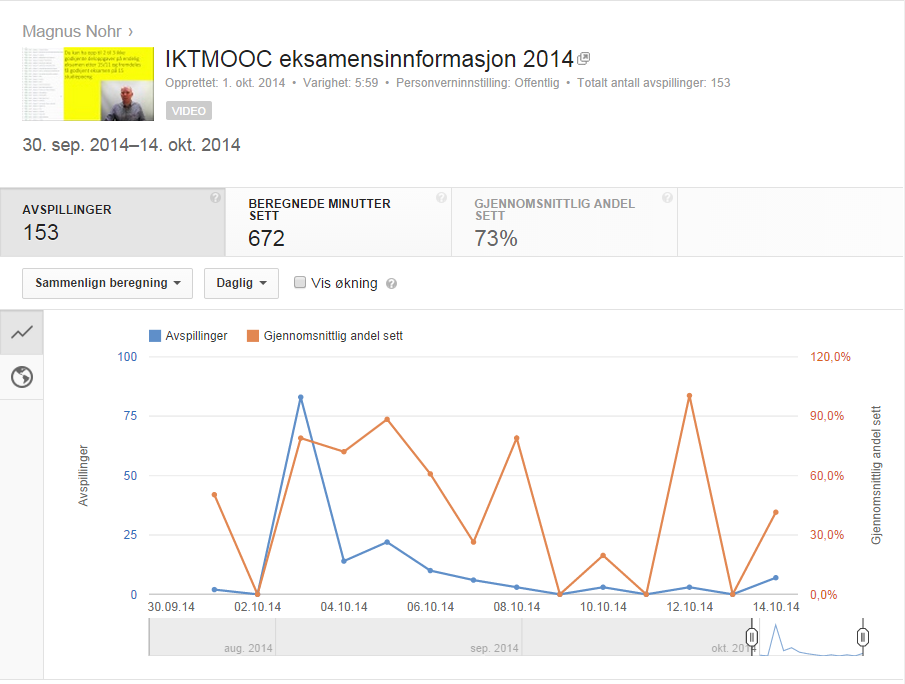 Magnus Nohr ›
IKTMOOC eksamensinnformasjon 2014
Opprettet: 1. okt. 2014 • Varighet: 5:59 • Personverninnstilling: Offentlig • Totalt antall avspillinger: 153
VIDEO
30. sep. 2014–14. okt. 2014
AVSPILLINGER
153
BEREGNEDE MINUTTER
SETT
672
GJENNOMSNITTLIG ANDEL
SETT
73%
?
?
?
Sammenlign beregning
Daglig
Vis økning
?
Avspillinger
Gjennomsnittlig andel sett
100
75
50
25
0
Avspillinger
120,0%
90,0%
60,0%
30,0%
0,0%
Gjennomsnittlig andel sett
30.09.14
02.10.14
04.10.14
06.10.14
08.10.14
10.10.14
12.10.14
14.10.14
aug. 2014
sep. 2014
okt. 2014